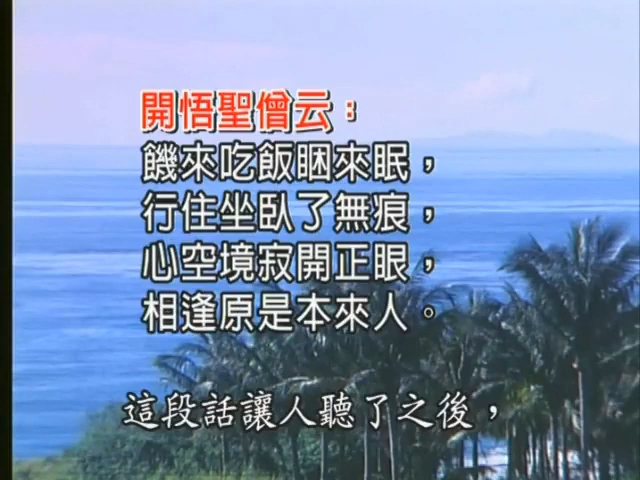 開悟聖僧云：
饑來吃飯睏來眠，
行住坐臥了無痕，
心空境寂開正眼，
相逢原是本來人。
這段話讓人聽了之後，